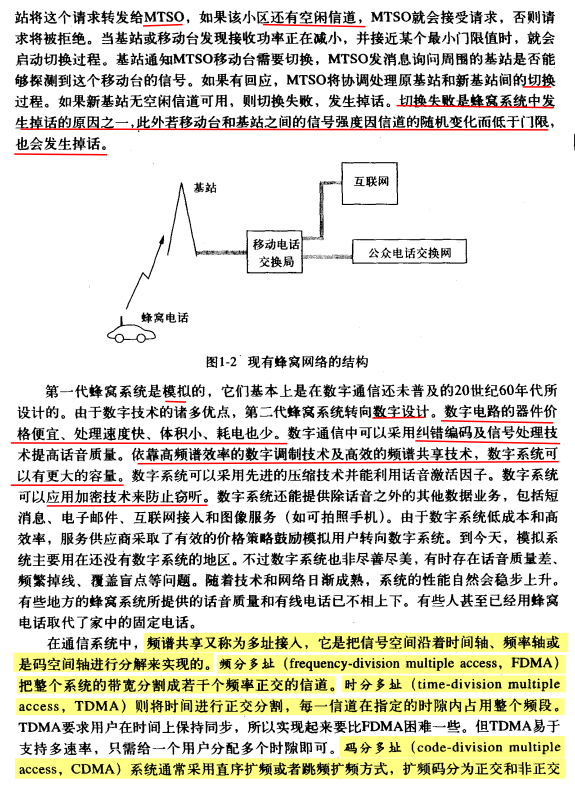 站将这个请求转发给MTSO，如果该小区还有空闲信道，MTSO就会接受请求，否则请
求将被拒绝。当基站或移动台发现接收功率正在减小，并接近某个最小门限值时，就会
启动切换过程。基站通知MTSO移动台需要切换，MTSO发消息询问周围的基站是否能
够探测到这个移动台的信号。如果有回应，MTSO将协调处理原基站和新基站间的切换
过程。如果新基站无空闲信道可用，则切换失败，发生掉话。切换失败是蜂窝系统中发
生掉话的原因之一，此外若移动台和基站之间的信号强度因信道的随机变化而低于门限，
也会发生掉话。
基站
互联网
移动电话
交换局
公众电话交换网
蜂窝电话
图1-2 现有蜂窝网络的结构
第一代蜂窝系统是模拟的，它们基本上是在数字通信还未普及的20世纪60年代所
设计的。由于数字技术的诸多优点，第二代蜂窝系统转向数字设计。数字电路的器件价
格便宜、处理速度快、体积小、耗电也少。数字通信中可以采用纠错编码及信号处理技
术提高话音质量。依靠高频谱效率的数字调制技术及高效的频谱共享技术，数字系统可
以有更大的容量。数字系统可以采用先进的压缩技术并能利用话音激活因子。数字系统
可以应用加密技术来防止窃听。数字系统还能提供除话音之外的其他数据业务，包括短
消息、电子邮件、互联网接入和图像服务（如可拍照手机）。由于数字系统低成本和高
效率，服务供应商采取了有效的价格策略鼓励模拟用户转向数字系统。到今天，模拟系
统主要用在还没有数字系统的地区。不过数字系统也非尽善尽美，有时存在话音质量差、
频繁掉线、覆盖盲点等问题。随着技术和网络日渐成熟，系统的性能自然会稳步上升。
有些地方的蜂窝系统所提供的话音质量和有线电话已不相上下。有些人甚至已经用蜂窝
电话取代了家中的固定电话。
在通信系统中，频谱共享又称为多址接入，它是把信号空间沿着时间轴、频率轴或
是码空间轴进行分解来实现的。频分多址（frequency-division multiple access，FDMA）
把整个系统的带宽分割成若干个频率正交的信道。时分多址（time-division multiple
access，TDMA）则将时间进行正交分割，每一信道在指定的时隙内占用整个频段。
TDMA要求用户在时间上保持同步，所以实现起来要比FDMA困难一些。但TDMA易于
支持多速率，只需给一个用户分配多个时隙即可。码分多址（code-division multiple
access，CDMA）系统通常采用直序扩频或者跳频扩频方式，扩频码分为正交和非正交